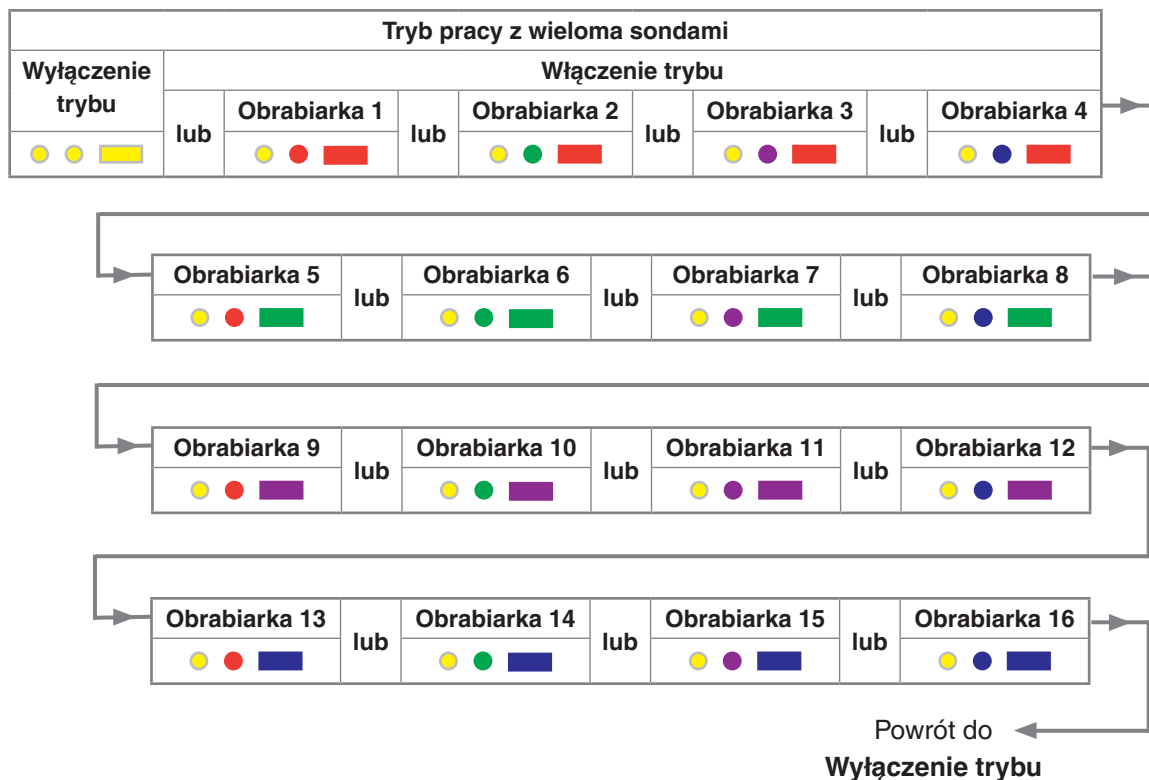 Tryb pracy z wieloma sondami
Wyłączenie trybu
Włączenie trybu
lub
Obrabiarka 1
lub
Obrabiarka 2
lub
Obrabiarka 3
lub
Obrabiarka 4
Obrabiarka 5
lub
Obrabiarka 6
lub
Obrabiarka 7
lub
Obrabiarka 8
Obrabiarka 9
lub
Obrabiarka 10
lub
Obrabiarka 11
lub
Obrabiarka 12
Obrabiarka 13
lub
Obrabiarka 14
lub
Obrabiarka 15
lub
Obrabiarka 16
Powrót do
Wyłączenie trybu